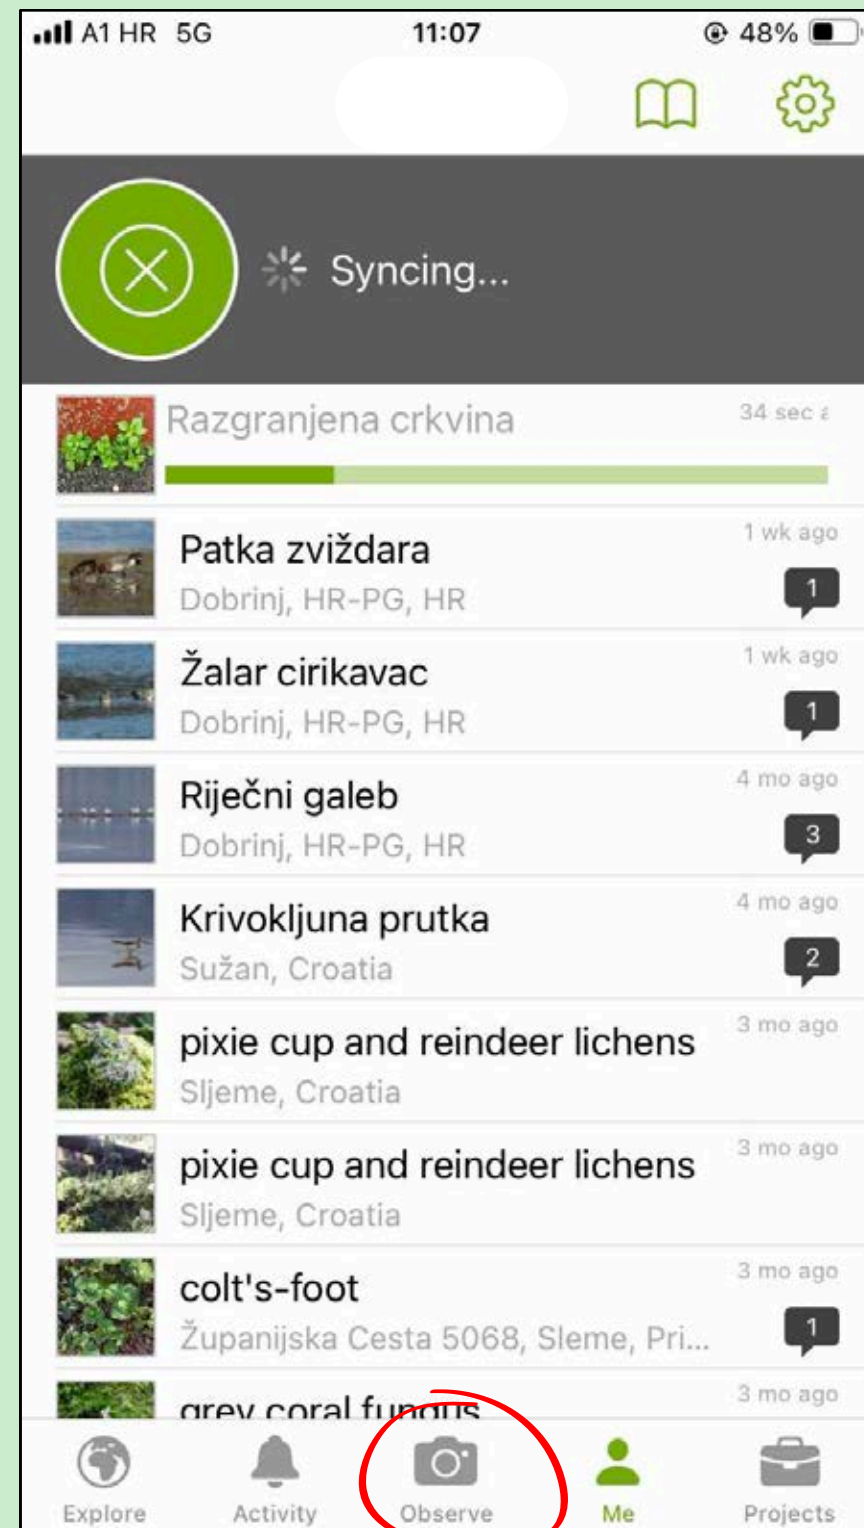 A1 HR 5G 11:07 48%
Syncing...
Razgranjena crkvina 34 sec
Patka zviždara 1 wk ago
Dobrinj, HR-PG, HR 1
Žalar cirikavac 1 wk ago
Dobrinj, HR-PG, HR 1
Riječni galeb 4 mo ago
Dobrinj, HR-PG, HR 3
Krivokljuna prutka 4 mo ago
Sužan, Croatia 2
pixie cup and reindeer lichens 3 mo ago
Sljeme, Croatia
pixie cup and reindeer lichens 3 mo ago
Sljeme, Croatia
colt's-foot 3 mo ago
Županijska Cesta 5068, Sleme, Pri... 1
grey coral fungus 3 mo ago
Explore Activity Observe Me Projects